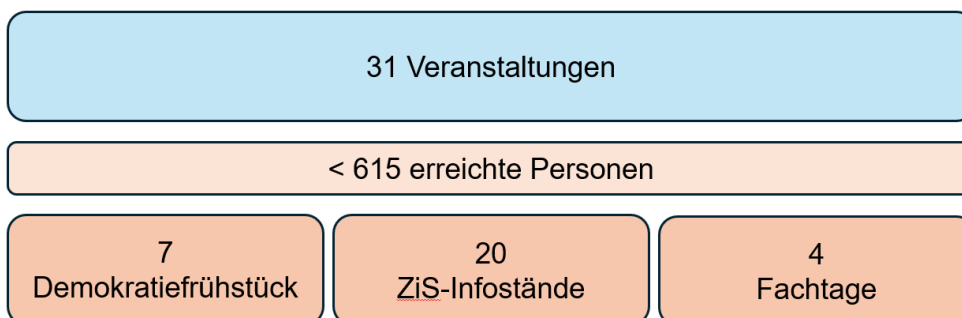 31 Veranstaltungen
< 615 erreichte Personen
7
Demokratiefrühstück
20
ZiS-Infostände
4
Fachtage